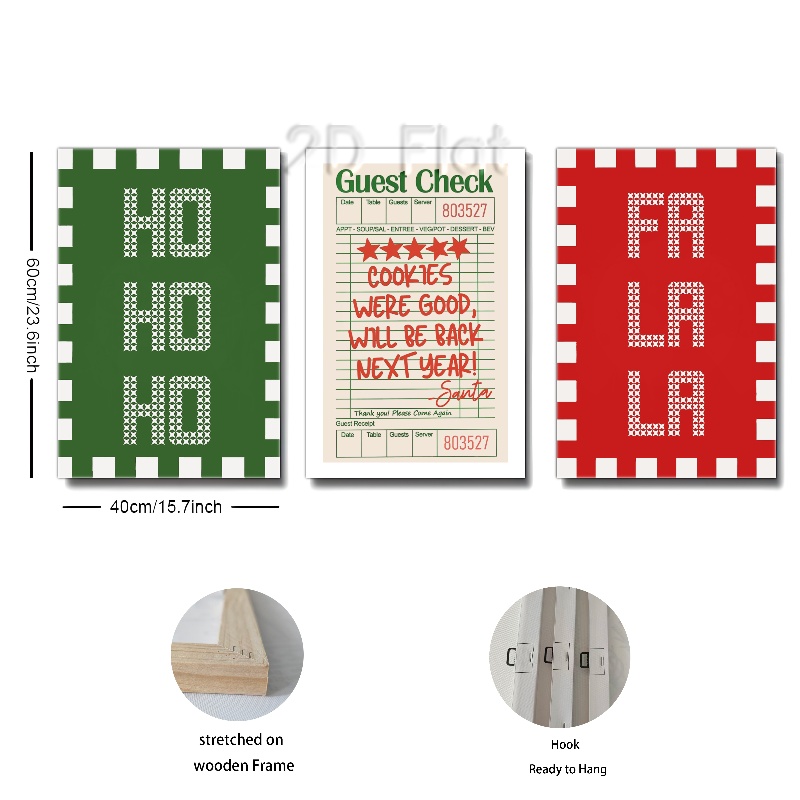 2D Flat
60cm/23.6inch
HO
HO
HO
Guest Check
Date Table Guests Server 803527
APPT - SOUP/SAL - ENTREE - VEG/POT - DESSERT - BEV
COOKIES
WERE GOOD,
WILL BE BACK
NEXT YEAR!
Santa
Thank you! Please Come Again
Guest Receipt
Date Table Guests Server 803527
FA
LA
LA
40cm/15.7inch
stretched on
wooden Frame
Hook
Ready to Hang